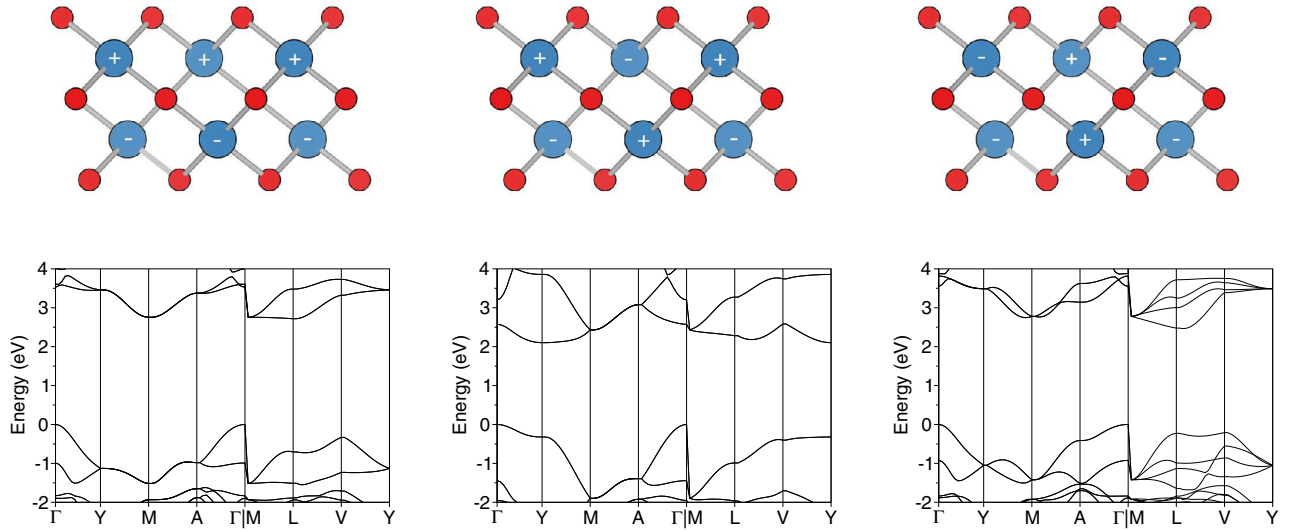 + + +
- - -
+ - +
- + -
- + -
- + -
4
3
2
1
0
-1
-2
Energy (eV)
Γ Y M A Γ|M L V Y
4
3
2
1
0
-1
-2
Energy (eV)
Γ Y M A Γ|M L V Y
4
3
2
1
0
-1
-2
Energy (eV)
Γ Y M A Γ|M L V Y